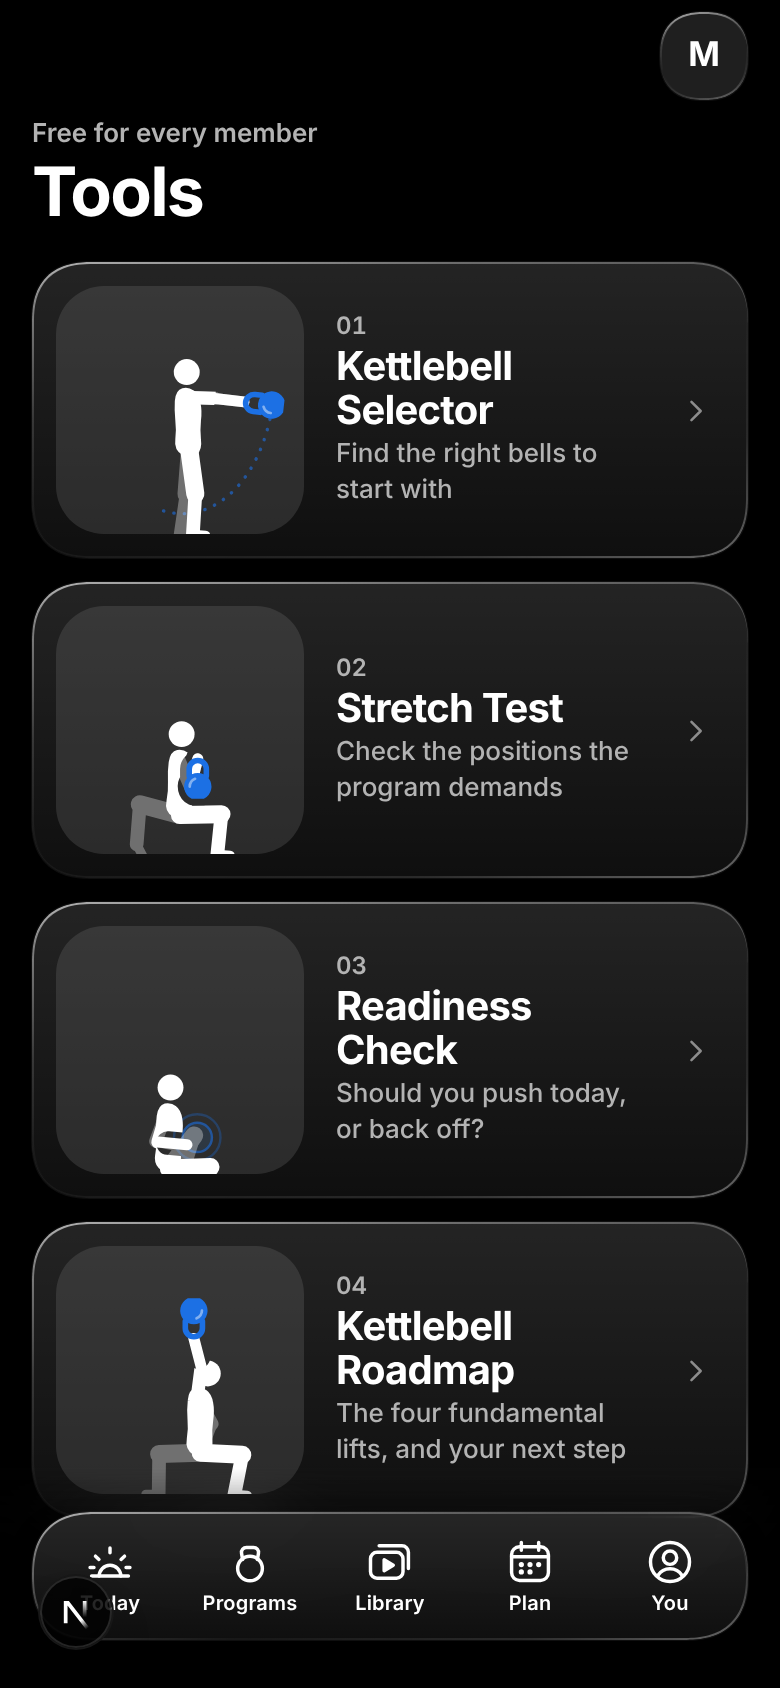 M
Free for every member
Tools
01
Kettlebell
Selector
Find the right bells to
start with
02
Stretch Test
Check the positions the
program demands
03
Readiness
Check
Should you push today,
or back off?
04
Kettlebell
Roadmap
The four fundamental
lifts, and your next step
Today
Programs
Library
Plan
You
N